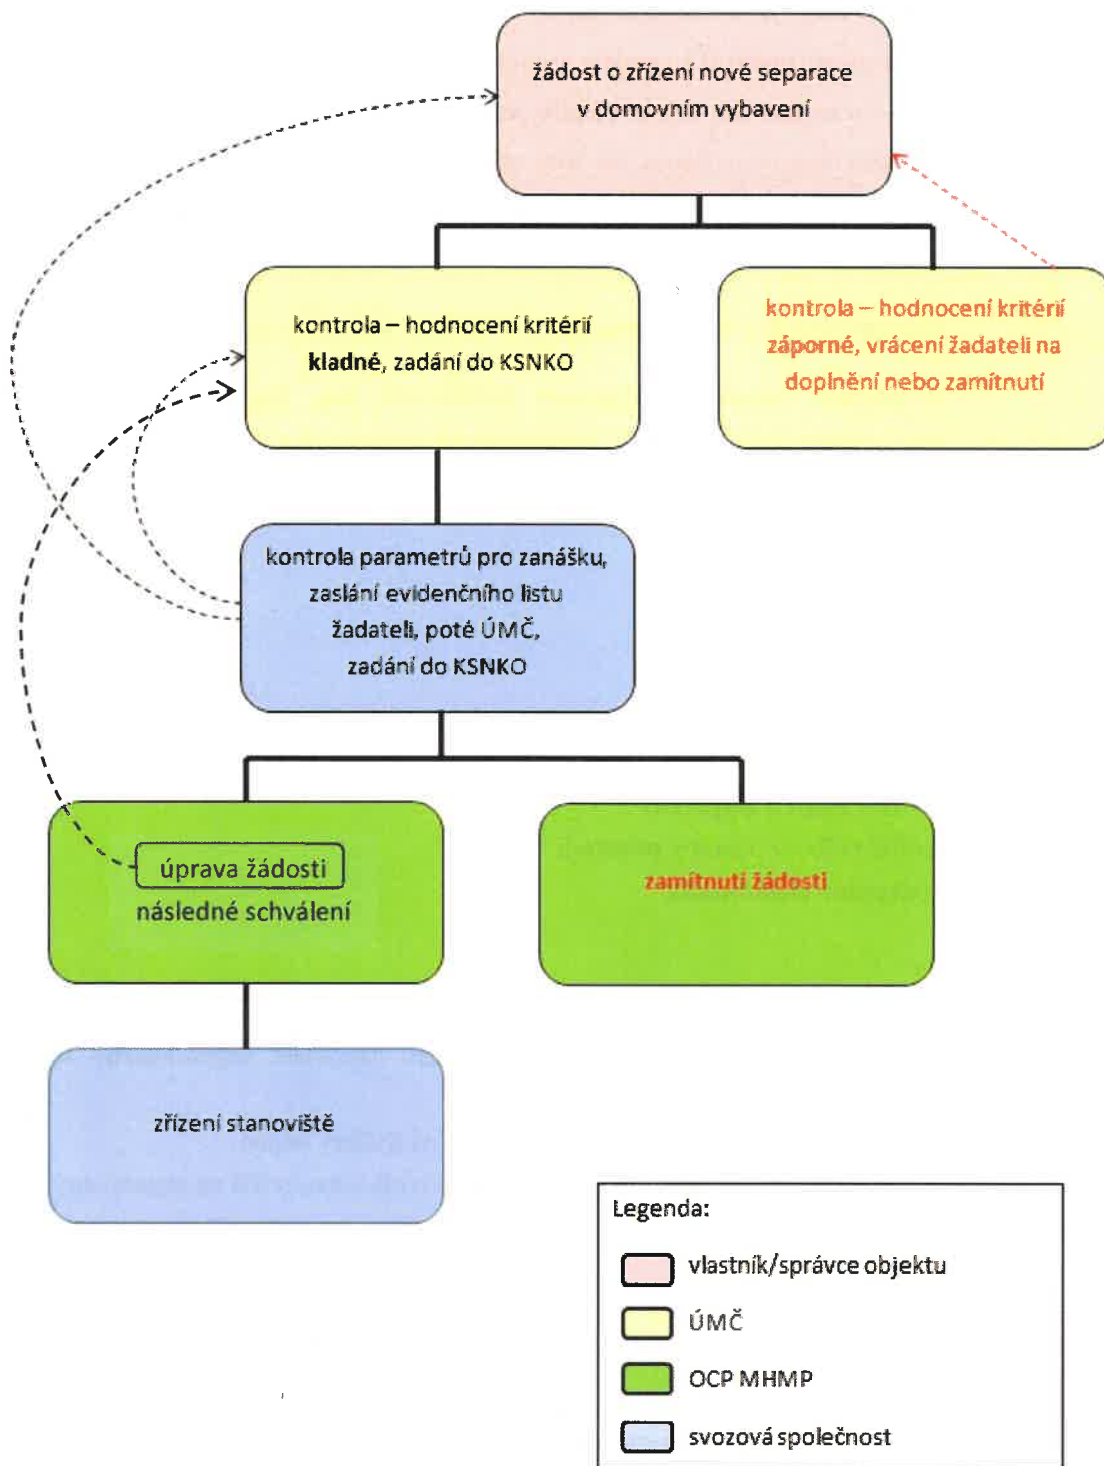 žádost o zřízení nové separace
v domovním vybavení
kontrola – hodnocení kritérií
kladné, zadání do KSNKO
kontrola – hodnocení kritérií
záporné, vrácení žadateli na
doplnění nebo zamítnutí
kontrola parametrů pro zanášku,
zaslání evidenčního listu
žadateli, poté ÚMČ,
zadání do KSNKO
úprava žádosti
následné schválení
zamítnutí žádosti
zřízení stanoviště
Legenda:
vlastník/správce objektu
ÚMČ
OCP MHMP
svozová společnost